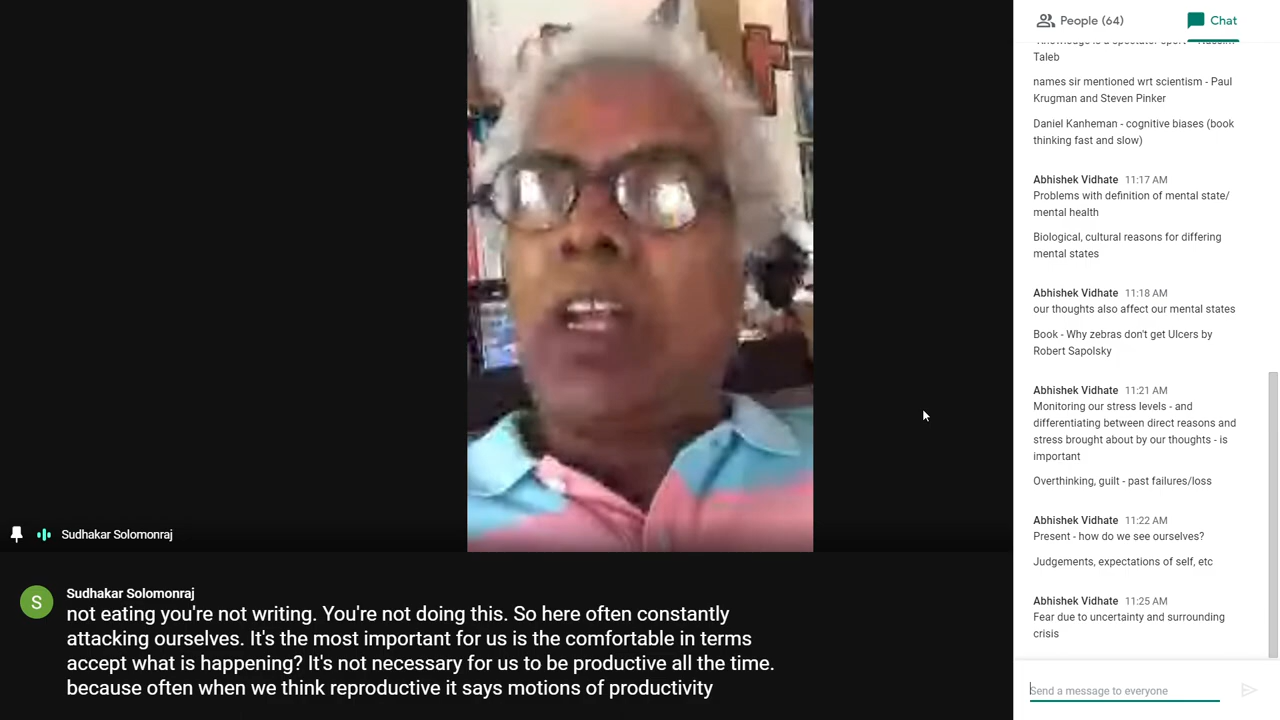 People (64)
Chat
Taleb
names sir mentioned wrt scientism - Paul
Krugman and Steven Pinker
Daniel Kanheman - cognitive biases (book
thinking fast and slow)
Abhishek Vidhate 11:17 AM
Problems with definition of mental state/
mental health
Biological, cultural reasons for differing
mental states
Abhishek Vidhate 11:18 AM
our thoughts also affect our mental states
Book - Why zebras don't get Ulcers by
Robert Sapolsky
Abhishek Vidhate 11:21 AM
Monitoring our stress levels - and
differentiating between direct reasons and
stress brought about by our thoughts - is
important
Overthinking, guilt - past failures/loss
Abhishek Vidhate 11:22 AM
Present - how do we see ourselves?
Judgements, expectations of self, etc
Abhishek Vidhate 11:25 AM
Fear due to uncertainty and surrounding
crisis
Send a message to everyone
Sudhakar Solomonraj
S
Sudhakar Solomonraj
not eating you're not writing. You're not doing this. So here often constantly
attacking ourselves. It's the most important for us is the comfortable in terms
accept what is happening? It's not necessary for us to be productive all the time.
because often when we think reproductive it says motions of productivity